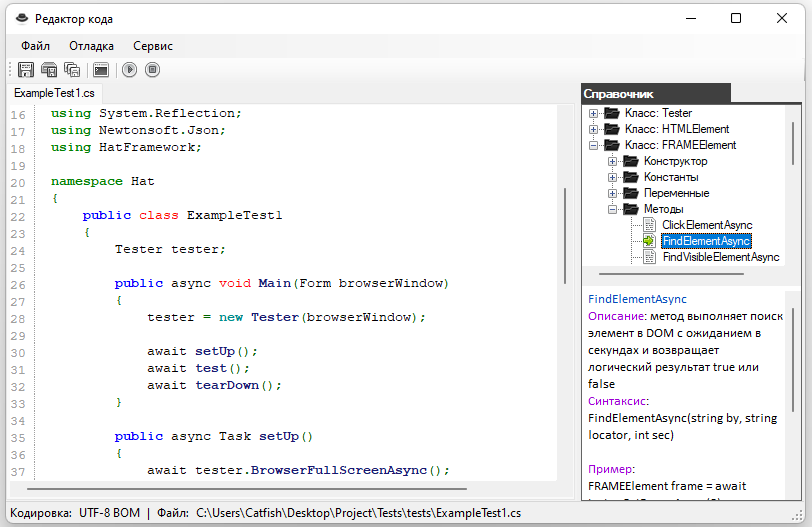 Редактор кода
Файл Отладка Сервис
ExampleTest1.cs
16 using System.Reflection;
17 using Newtonsoft.Json;
18 using HatFramework;
19
20 namespace Hat
21 {
22 public class ExampleTest1
23 {
24 Tester tester;
25
26 public async void Main(Form browserWindow)
27 {
28 tester = new Tester(browserWindow);
29
30 await setUp();
31 await test();
32 await tearDown();
33 }
34
35 public async Task setUp()
36 {
37 await tester.BrowserFullScreenAsync();
Справочник
Класс: Tester
Класс: HTMLElement
Класс: FRAMEElement
Конструктор
Константы
Переменные
Методы
ClickElementAsync
FindElementAsync
FindVisibleElementAsync
FindElementAsync
Описание: метод выполняет поиск
элемент в DOM с ожиданием в
секундах и возвращает
логический результат true или
false
Синтаксис:
FindElementAsync(string by, string
locator, int sec)
Пример:
FRAMEElement frame = await
Кодировка: UTF-8 BOM | Файл: C:\Users\Catfish\Desktop\Project\Tests\tests\ExampleTest1.cs